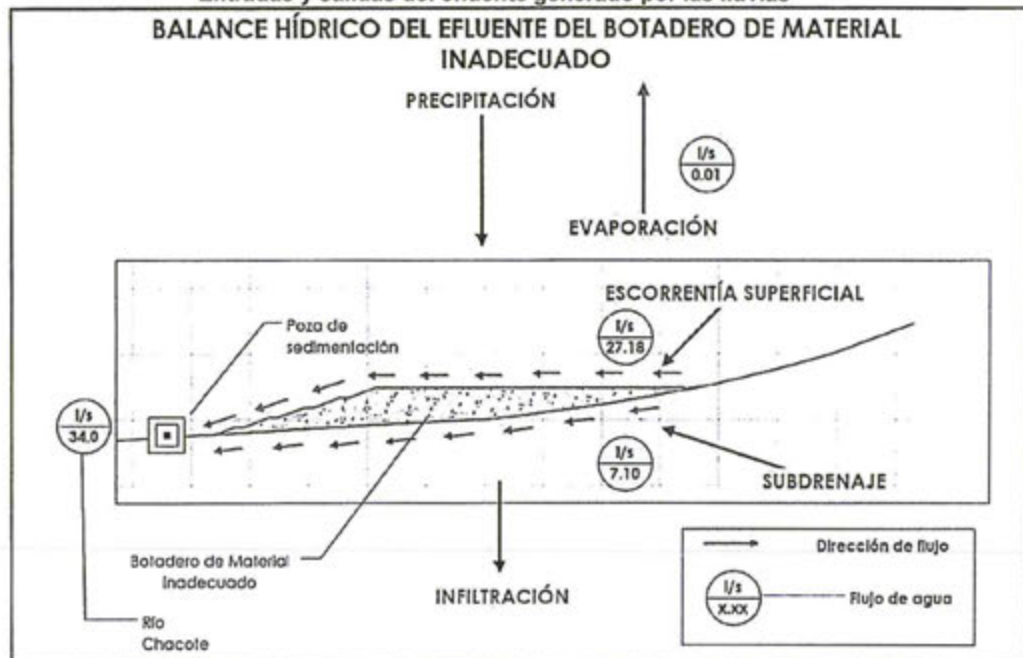 BALANCE HÍDRICO DEL EFLUENTE DEL BOTADERO DE MATERIAL
INADECUADO
PRECIPITACIÓN
l/s
0.01
EVAPORACIÓN
ESCORRENTÍA SUPERFICIAL
l/s
27.18
Poza de
sedimentación
l/s
34.0
l/s
7.10
SUBDRENAJE
Botadero de Material
Inadecuado
INFILTRACIÓN
Río
Chacote
Dirección de flujo
l/s
X.XX
Flujo de agua